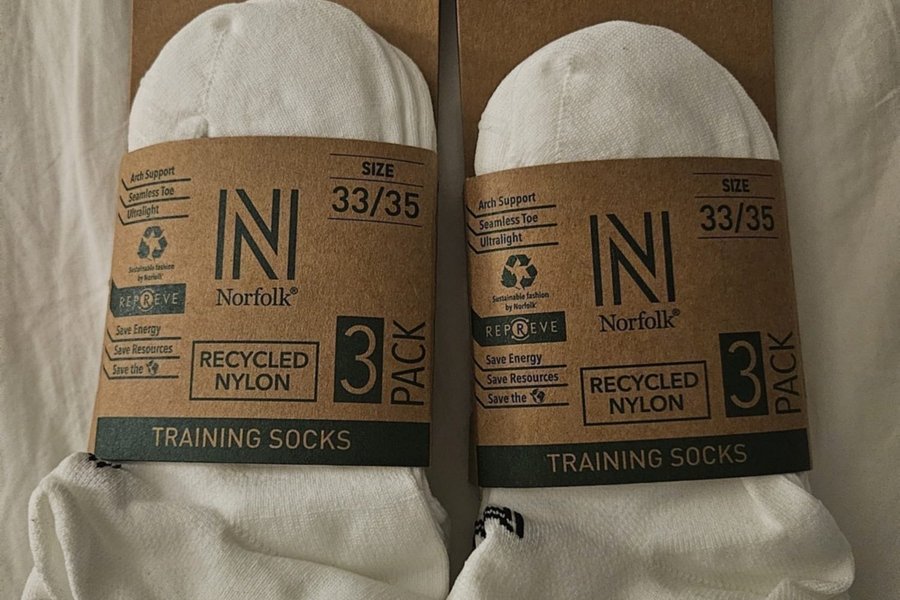 Arch Support
Seamless Toe
Ultralight
Sustainable fashion
by Norfolk
REPREVE
Save Energy
Save Resources
Save the
N
Norfolk®
SIZE
33/35
RECYCLED
NYLON
3
PACK
TRAINING SOCKS
Arch Support
Seamless Toe
Ultralight
Sustainable fashion
by Norfolk
REPREVE
Save Energy
Save Resources
Save the
N
Norfolk®
SIZE
33/35
RECYCLED
NYLON
3
PACK
TRAINING SOCKS